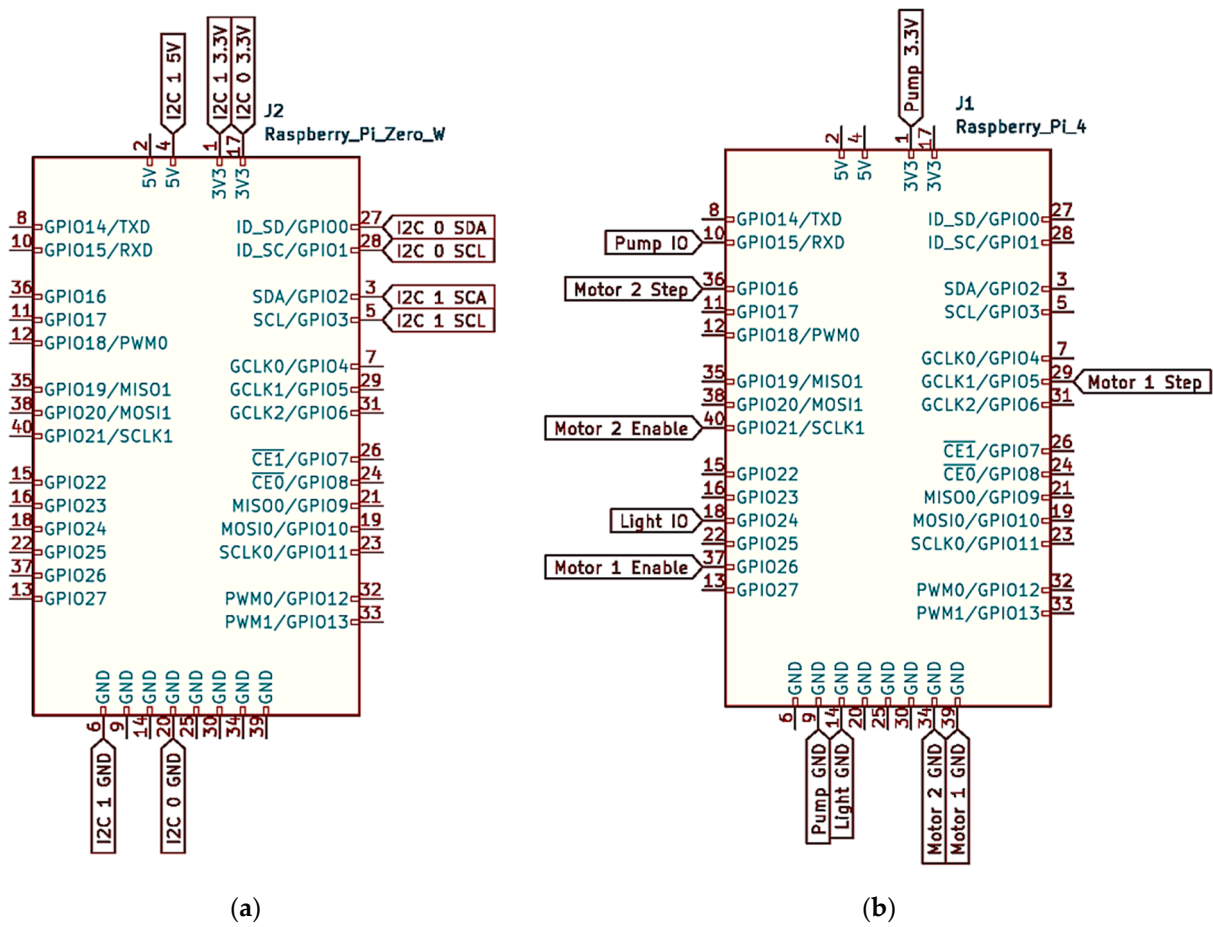 I2C 1 5V
I2C 1 3.3V
I2C 0 3.3V
J2
Raspberry_Pi_Zero_W
2 4 1 17
5V 5V 3V3 3V3
8 GPIO14/TXD ID_SD/GPIO0 27 I2C 0 SDA
10 GPIO15/RXD ID_SC/GPIO1 28 I2C 0 SCL
36 GPIO16 SDA/GPIO2 3 I2C 1 SCA
11 GPIO17 SCL/GPIO3 5 I2C 1 SCL
12 GPIO18/PWM0
GCLK0/GPIO4 7
35 GPIO19/MISO1 GCLK1/GPIO5 29
38 GPIO20/MOSI1 GCLK2/GPIO6 31
40 GPIO21/SCLK1
CE1/GPIO7 26
15 GPIO22 CE0/GPIO8 24
16 GPIO23 MISO0/GPIO9 21
18 GPIO24 MOSI0/GPIO10 19
22 GPIO25 SCLK0/GPIO11 23
37 GPIO26
13 GPIO27 PWM0/GPIO12 32
PWM1/GPIO13 33
GND GND GND GND GND GND GND GND
6 9 14 20 25 30 34 39
I2C 1 GND
I2C 0 GND
(a)
Pump 3.3V
J1
Raspberry_Pi_4
2 4 1 17
5V 5V 3V3 3V3
8 GPIO14/TXD ID_SD/GPIO0 27
Pump IO 10 GPIO15/RXD ID_SC/GPIO1 28
Motor 2 Step 36 GPIO16 SDA/GPIO2 3
11 GPIO17 SCL/GPIO3 5
12 GPIO18/PWM0
GCLK0/GPIO4 7
35 GPIO19/MISO1 GCLK1/GPIO5 29 Motor 1 Step
38 GPIO20/MOSI1 GCLK2/GPIO6 31
Motor 2 Enable 40 GPIO21/SCLK1
CE1/GPIO7 26
15 GPIO22 CE0/GPIO8 24
16 GPIO23 MISO0/GPIO9 21
Light IO 18 GPIO24 MOSI0/GPIO10 19
22 GPIO25 SCLK0/GPIO11 23
Motor 1 Enable 37 GPIO26
13 GPIO27 PWM0/GPIO12 32
PWM1/GPIO13 33
GND GND GND GND GND GND GND GND
6 9 14 20 25 30 34 39
Pump GND
Light GND
Motor 2 GND
Motor 1 GND
(b)